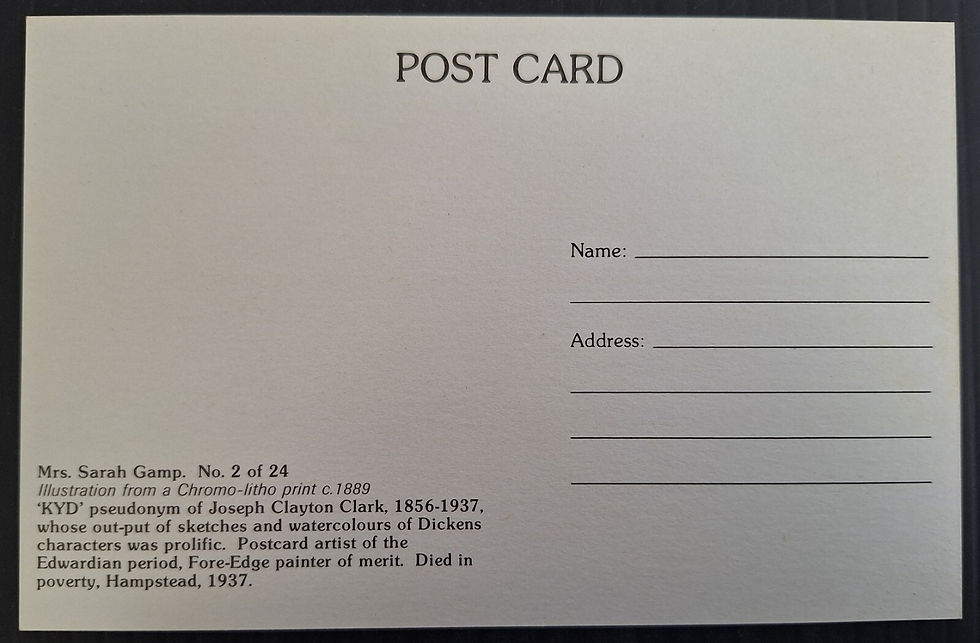 POST CARD
Name:
Address:
Mrs. Sarah Gamp. No. 2 of 24
Illustration from a Chromo-litho print c.1889
'KYD' pseudonym of Joseph Clayton Clark, 1856-1937,
whose out-put of sketches and watercolours of Dickens
characters was prolific. Postcard artist of the
Edwardian period, Fore-Edge painter of merit. Died in
poverty, Hampstead, 1937.